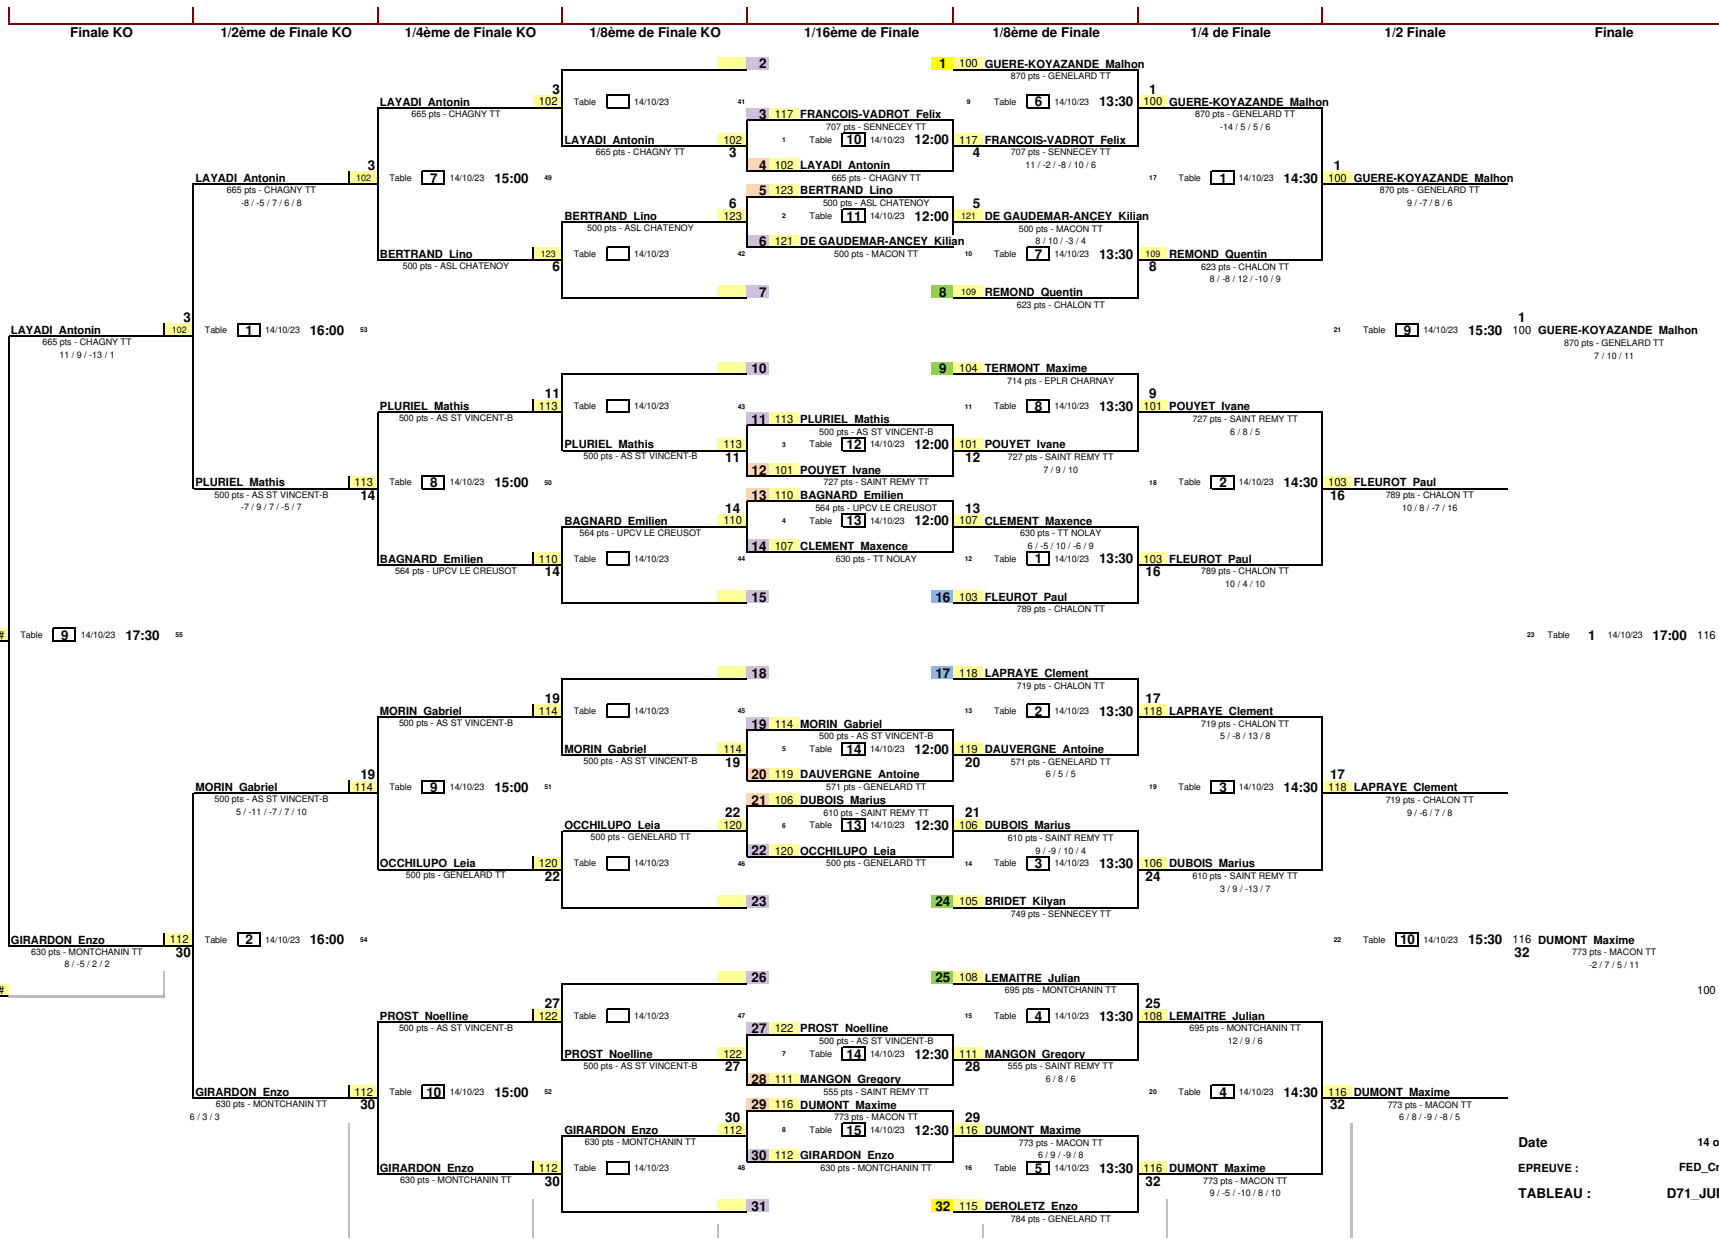 Finale KO 1/2ème de Finale KO 1/4ème de Finale KO 1/8ème de Finale KO 1/16ème de Finale 1/8ème de Finale 1/4 de Finale 1/2 Finale Finale
2 1 100 GUERE-KOYAZANDE Malhon
870 pts - GENELARD TT
3 1
LAYADI Antonin 102 Table 14/10/23 41 9 Table 6 14/10/23 13:30 100 GUERE-KOYAZANDE Malhon
665 pts - CHAGNY TT 3 117 FRANCOIS-VADROT Felix 870 pts - GENELARD TT
707 pts - SENNECEY TT -14 / 5 / 5 / 6
LAYADI Antonin 102 1 Table 10 14/10/23 12:00 117 FRANCOIS-VADROT Felix
665 pts - CHAGNY TT 3 4 707 pts - SENNECEY TT
3 4 102 LAYADI Antonin 11 / -2 / -8 / 10 / 6 1
LAYADI Antonin 102 Table 7 14/10/23 15:00 49 665 pts - CHAGNY TT 17 Table 1 14/10/23 14:30 100 GUERE-KOYAZANDE Malhon
665 pts - CHAGNY TT 5 123 BERTRAND Lino 870 pts - GENELARD TT
-8 / -5 / 7 / 6 / 8 6 500 pts - ASL CHATENOY 5 9 / -7 / 8 / 6
BERTRAND Lino 123 2 Table 11 14/10/23 12:00 121 DE GAUDEMAR-ANCEY Kilian
500 pts - ASL CHATENOY 500 pts - MACON TT
6 121 DE GAUDEMAR-ANCEY Kilian 8 / 10 / -3 / 4
BERTRAND Lino 123 Table 14/10/23 42 500 pts - MACON TT 10 Table 7 14/10/23 13:30 109 REMOND Quentin
500 pts - ASL CHATENOY 6 8 623 pts - CHALON TT
8 / -8 / 12 / -10 / 9
7 8 109 REMOND Quentin
623 pts - CHALON TT
3 1
LAYADI Antonin 102 Table 1 14/10/23 16:00 53 21 Table 9 14/10/23 15:30 100 GUERE-KOYAZANDE Malhon
665 pts - CHAGNY TT 870 pts - GENELARD TT
11 / 9 / -13 / 1 7 / 10 / 11
10 9 104 TERMONT Maxime
714 pts - EPLR CHARNAY
11 9
PLURIEL Mathis 113 Table 14/10/23 43 11 Table 8 14/10/23 13:30 101 POUYET Ivane
500 pts - AS ST VINCENT-B 11 113 PLURIEL Mathis 727 pts - SAINT REMY TT
500 pts - AS ST VINCENT-B 6 / 8 / 5
PLURIEL Mathis 113 3 Table 12 14/10/23 12:00 101 POUYET Ivane
500 pts - AS ST VINCENT-B 11 12 727 pts - SAINT REMY TT
12 101 POUYET Ivane 7 / 9 / 10
PLURIEL Mathis 113 Table 8 14/10/23 15:00 50 727 pts - SAINT REMY TT 18 Table 2 14/10/23 14:30 103 FLEUROT Paul
500 pts - AS ST VINCENT-B 14 13 110 BAGNARD Emilien 16 789 pts - CHALON TT
-7 / 9 / 7 / -5 / 7 14 564 pts - UPCV LE CREUSOT 13 10 / 8 / -7 / 16
BAGNARD Emilien 110 4 Table 13 14/10/23 12:00 107 CLEMENT Maxence
564 pts - UPCV LE CREUSOT 630 pts - TT NOLAY
14 107 CLEMENT Maxence 6 / -5 / 10 / -6 / 9
BAGNARD Emilien 110 Table 14/10/23 44 630 pts - TT NOLAY 12 Table 1 14/10/23 13:30 103 FLEUROT Paul
564 pts - UPCV LE CREUSOT 14 16 789 pts - CHALON TT
10 / 4 / 10
15 16 103 FLEUROT Paul
789 pts - CHALON TT
# Table 9 14/10/23 17:30 55 23 Table 1 14/10/23 17:00 116
18 17 118 LAPRAYE Clement
719 pts - CHALON TT
19 17
MORIN Gabriel 114 Table 14/10/23 45 13 Table 2 14/10/23 13:30 118 LAPRAYE Clement
500 pts - AS ST VINCENT-B 19 114 MORIN Gabriel 719 pts - CHALON TT
500 pts - AS ST VINCENT-B 5 / -8 / 13 / 8
MORIN Gabriel 114 5 Table 14 14/10/23 12:00 119 DAUVERGNE Antoine
500 pts - AS ST VINCENT-B 19 20 571 pts - GENELARD TT
19 20 119 DAUVERGNE Antoine 6 / 5 / 5 17
MORIN Gabriel 114 Table 9 14/10/23 15:00 51 571 pts - GENELARD TT 19 Table 3 14/10/23 14:30 118 LAPRAYE Clement
500 pts - AS ST VINCENT-B 21 106 DUBOIS Marius 719 pts - CHALON TT
5 / -11 / -7 / 7 / 10 22 610 pts - SAINT REMY TT 21 9 / -6 / 7 / 8
OCCHILUPO Leia 120 6 Table 13 14/10/23 12:30 106 DUBOIS Marius
500 pts - GENELARD TT 610 pts - SAINT REMY TT
22 120 OCCHILUPO Leia 9 / -9 / 10 / 4
OCCHILUPO Leia 120 Table 14/10/23 46 500 pts - GENELARD TT 14 Table 3 14/10/23 13:30 106 DUBOIS Marius
500 pts - GENELARD TT 22 24 610 pts - SAINT REMY TT
3 / 9 / -13 / 7
23 24 105 BRIDET Kilyan
749 pts - SENNECEY TT
GIRARDON Enzo 112 Table 2 14/10/23 16:00 54 22 Table 10 14/10/23 15:30 116 DUMONT Maxime
630 pts - MONTCHANIN TT 30 32 773 pts - MACON TT
8 / -5 / 2 / 2 -2 / 7 / 5 / 11
26 25 108 LEMAITRE Julian
# 695 pts - MONTCHANIN TT 100
27 25
PROST Noelline 122 Table 14/10/23 47 15 Table 4 14/10/23 13:30 108 LEMAITRE Julian
500 pts - AS ST VINCENT-B 27 122 PROST Noelline 695 pts - MONTCHANIN TT
500 pts - AS ST VINCENT-B 12 / 9 / 6
PROST Noelline 122 7 Table 14 14/10/23 12:30 111 MANGON Gregory
500 pts - AS ST VINCENT-B 27 28 555 pts - SAINT REMY TT
28 111 MANGON Gregory 6 / 8 / 6
GIRARDON Enzo 112 Table 10 14/10/23 15:00 52 555 pts - SAINT REMY TT 20 Table 4 14/10/23 14:30 116 DUMONT Maxime
630 pts - MONTCHANIN TT 30 29 116 DUMONT Maxime 32 773 pts - MACON TT
6 / 3 / 3 30 773 pts - MACON TT 29 6 / 8 / -9 / -8 / 5
GIRARDON Enzo 112 8 Table 15 14/10/23 12:30 116 DUMONT Maxime
630 pts - MONTCHANIN TT 773 pts - MACON TT Date 14 o
30 112 GIRARDON Enzo 6 / 9 / -9 / 8
GIRARDON Enzo 112 Table 14/10/23 48 630 pts - MONTCHANIN TT 16 Table 5 14/10/23 13:30 116 DUMONT Maxime EPREUVE : FED_Cr
630 pts - MONTCHANIN TT 30 32 773 pts - MACON TT
9 / -5 / -10 / 8 / 10 TABLEAU : D71_JUI
31 32 115 DEROLETZ Enzo
784 pts - GENELARD TT